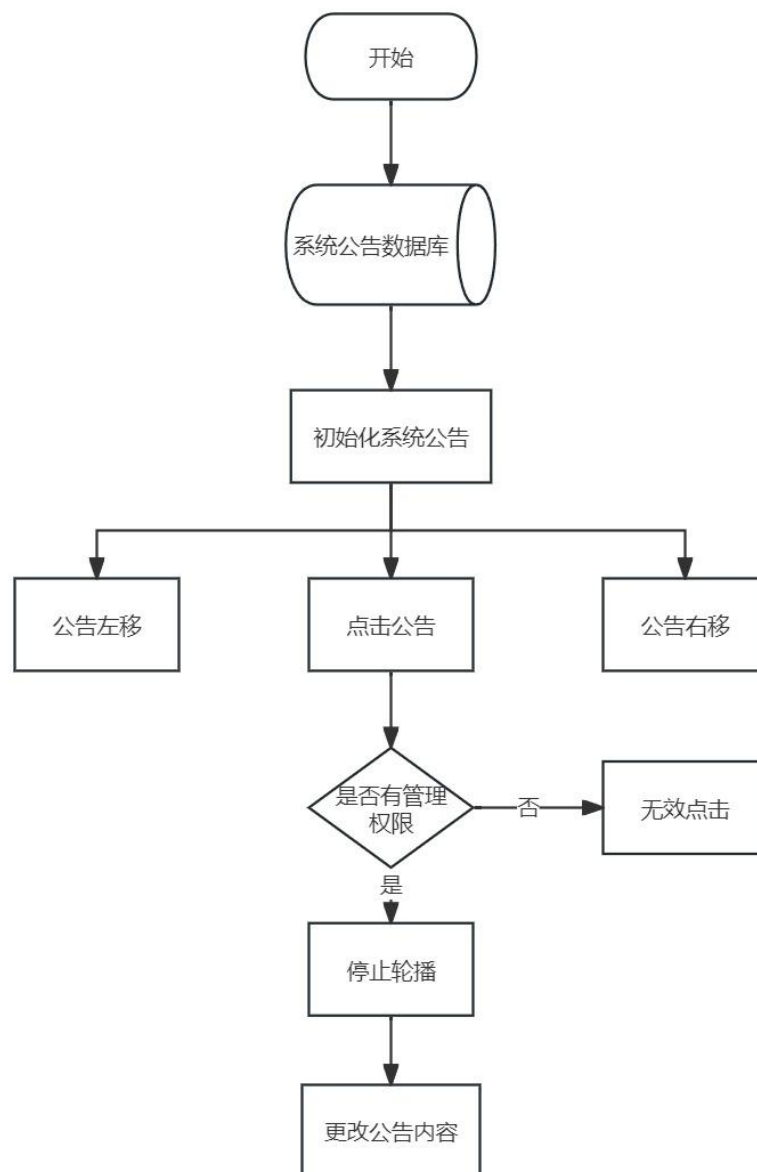 开始
系统公告数据库
初始化系统公告
公告左移
点击公告
公告右移
是否有管理
权限
否
无效点击
是
停止轮播
更改公告内容